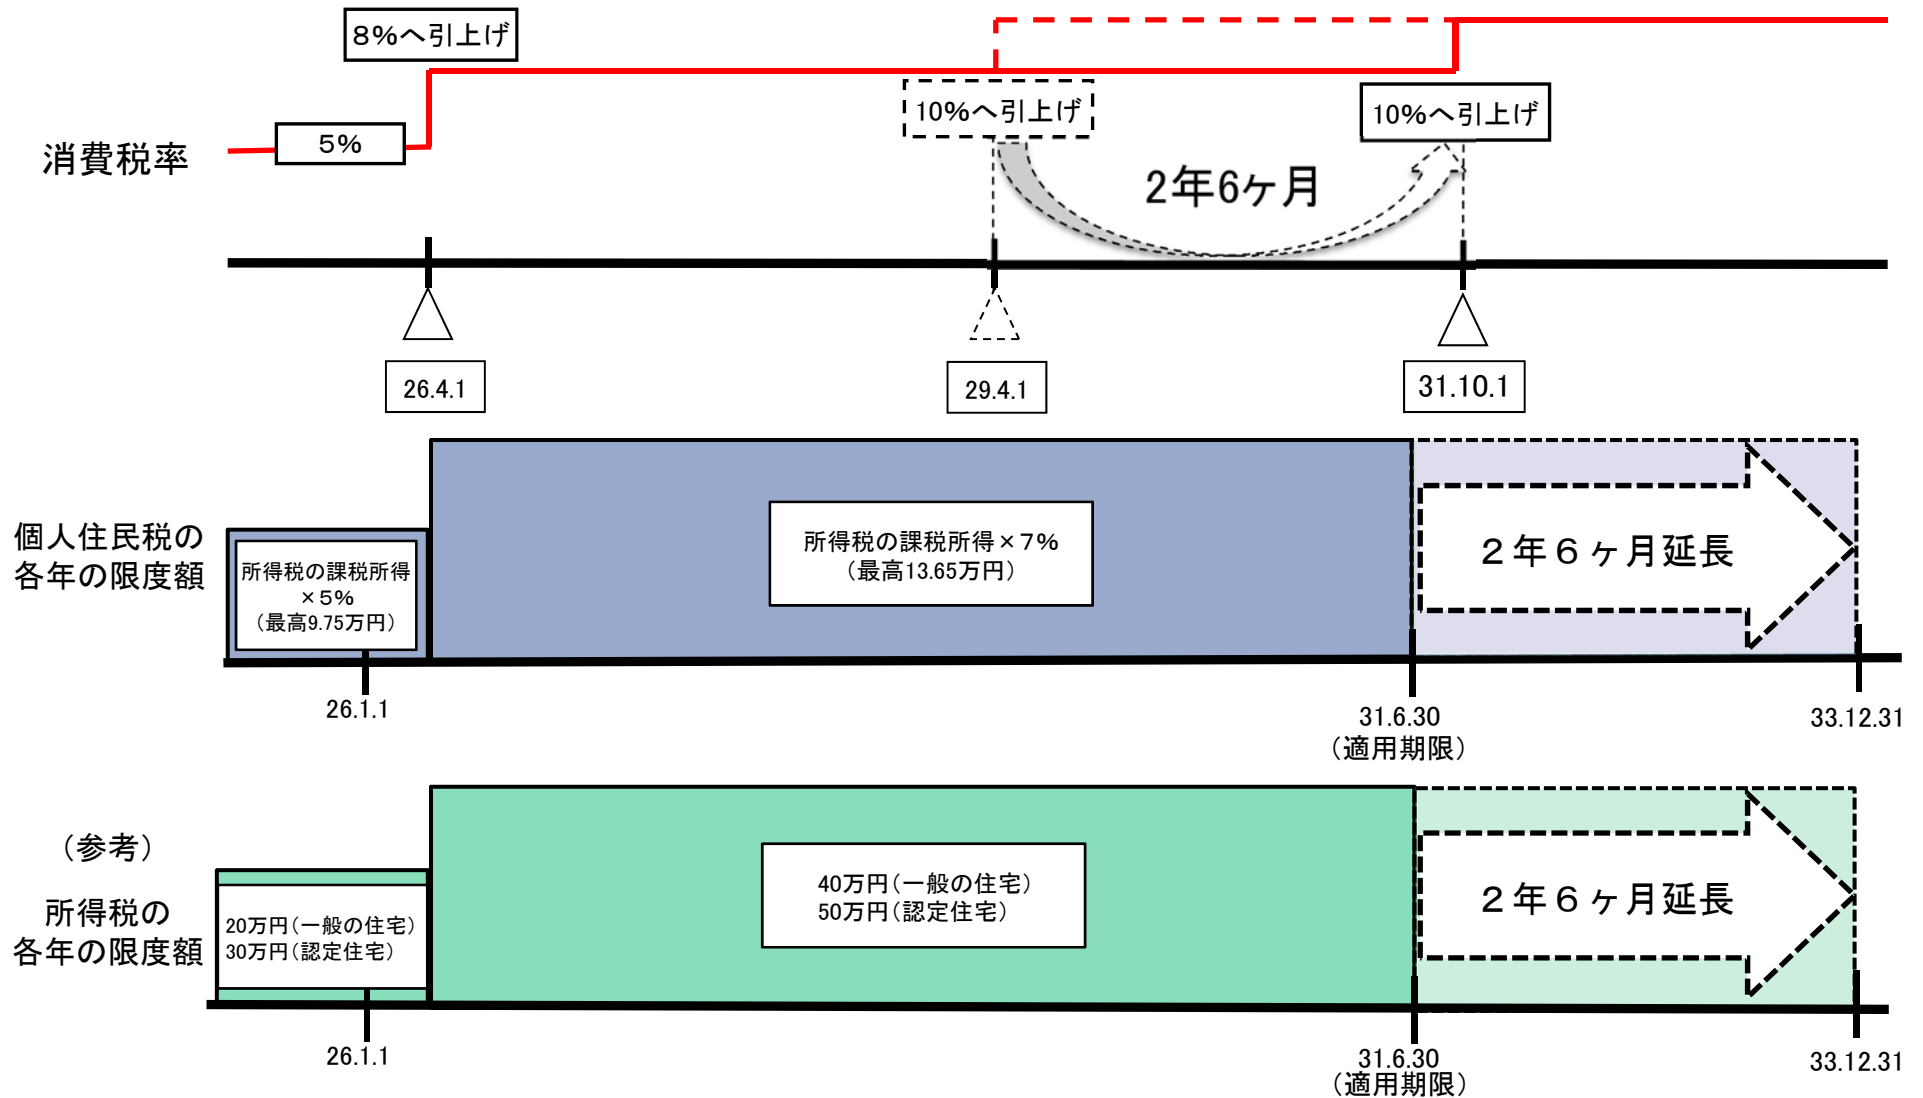 8%へ引上げ
5%
消費税率
10%へ引上げ
10%へ引上げ
2年6ヶ月
26.4.1
29.4.1
31.10.1
個人住民税の
各年の限度額
所得税の課税所得
×5%
(最高9.75万円)
所得税の課税所得×7%
(最高13.65万円)
2年6ヶ月延長
26.1.1
31.6.30
(適用期限)
33.12.31
(参考)
所得税の
各年の限度額
20万円(一般の住宅)
30万円(認定住宅)
40万円(一般の住宅)
50万円(認定住宅)
2年6ヶ月延長
26.1.1
31.6.30
(適用期限)
33.12.31